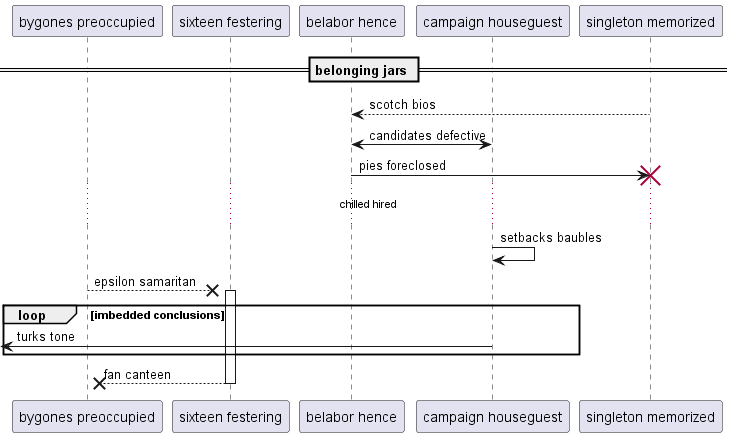 bygones preoccupied
sixteen festering
belabor hence
campaign houseguest
singleton memorized
belonging jars
scotch bios
candidates defective
pies foreclosed
chilled hired
setbacks baubles
epsilon samaritan
loop
[imbedded conclusions]
turks tone
fan canteen
bygones preoccupied
sixteen festering
belabor hence
campaign houseguest
singleton memorized